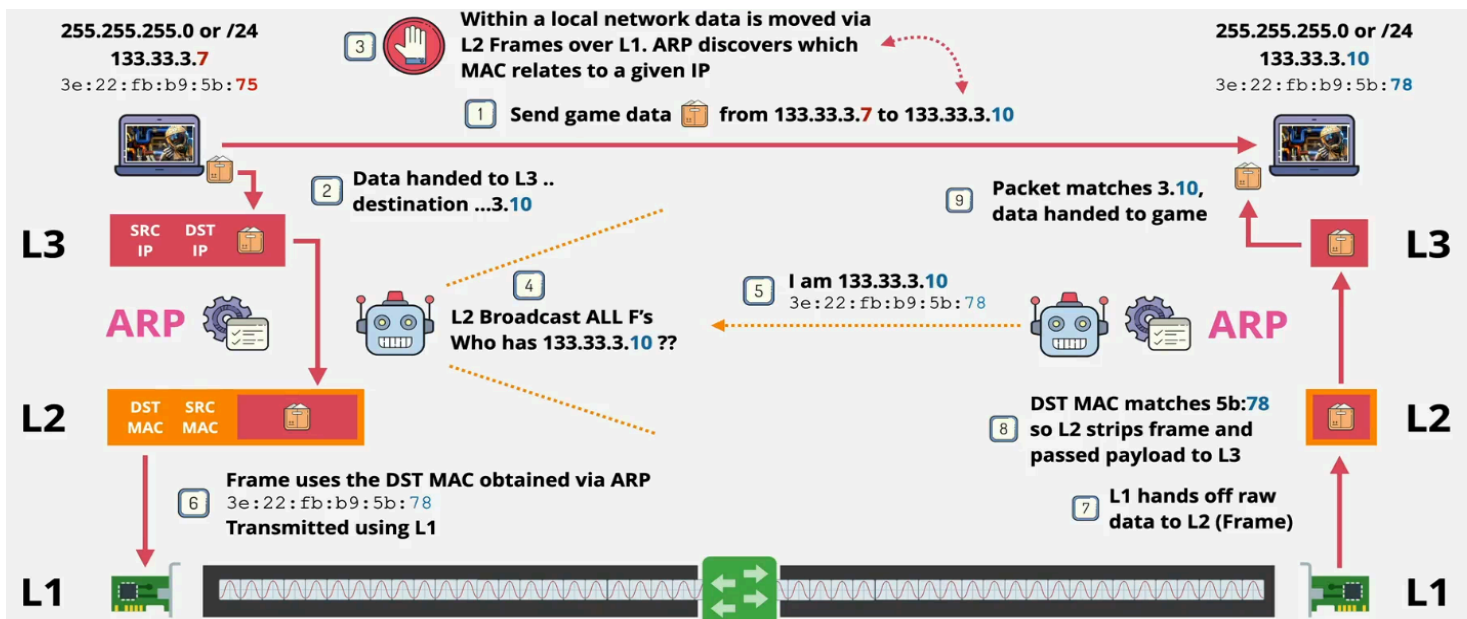 255.255.255.0 or /24
133.33.3.7
3e:22:fb:b9:5b:75
3
Within a local network data is moved via
L2 Frames over L1. ARP discovers which
MAC relates to a given IP
255.255.255.0 or /24
133.33.3.10
3e:22:fb:b9:5b:78
1
Send game data from 133.33.3.7 to 133.33.3.10
2
Data handed to L3 ..
destination ...3.10
9
Packet matches 3.10,
data handed to game
L3
SRC
IP
DST
IP
L3
4
L2 Broadcast ALL F's
Who has 133.33.3.10 ??
5
I am 133.33.3.10
3e:22:fb:b9:5b:78
ARP
ARP
L2
DST
MAC
SRC
MAC
8
DST MAC matches 5b:78
so L2 strips frame and
passed payload to L3
L2
6
Frame uses the DST MAC obtained via ARP
3e:22:fb:b9:5b:78
Transmitted using L1
7
L1 hands off raw
data to L2 (Frame)
L1
L1